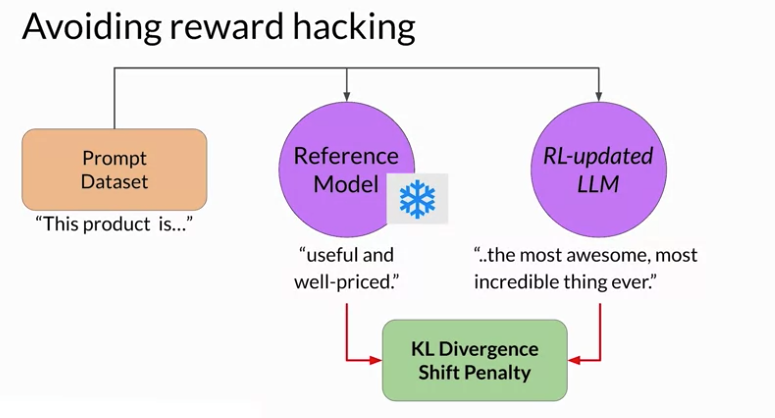 Avoiding reward hacking
Prompt
Dataset
“This product is...”
Reference
Model
“useful and
well-priced.”
RL-updated
LLM
“..the most awesome, most
incredible thing ever.”
KL Divergence
Shift Penalty